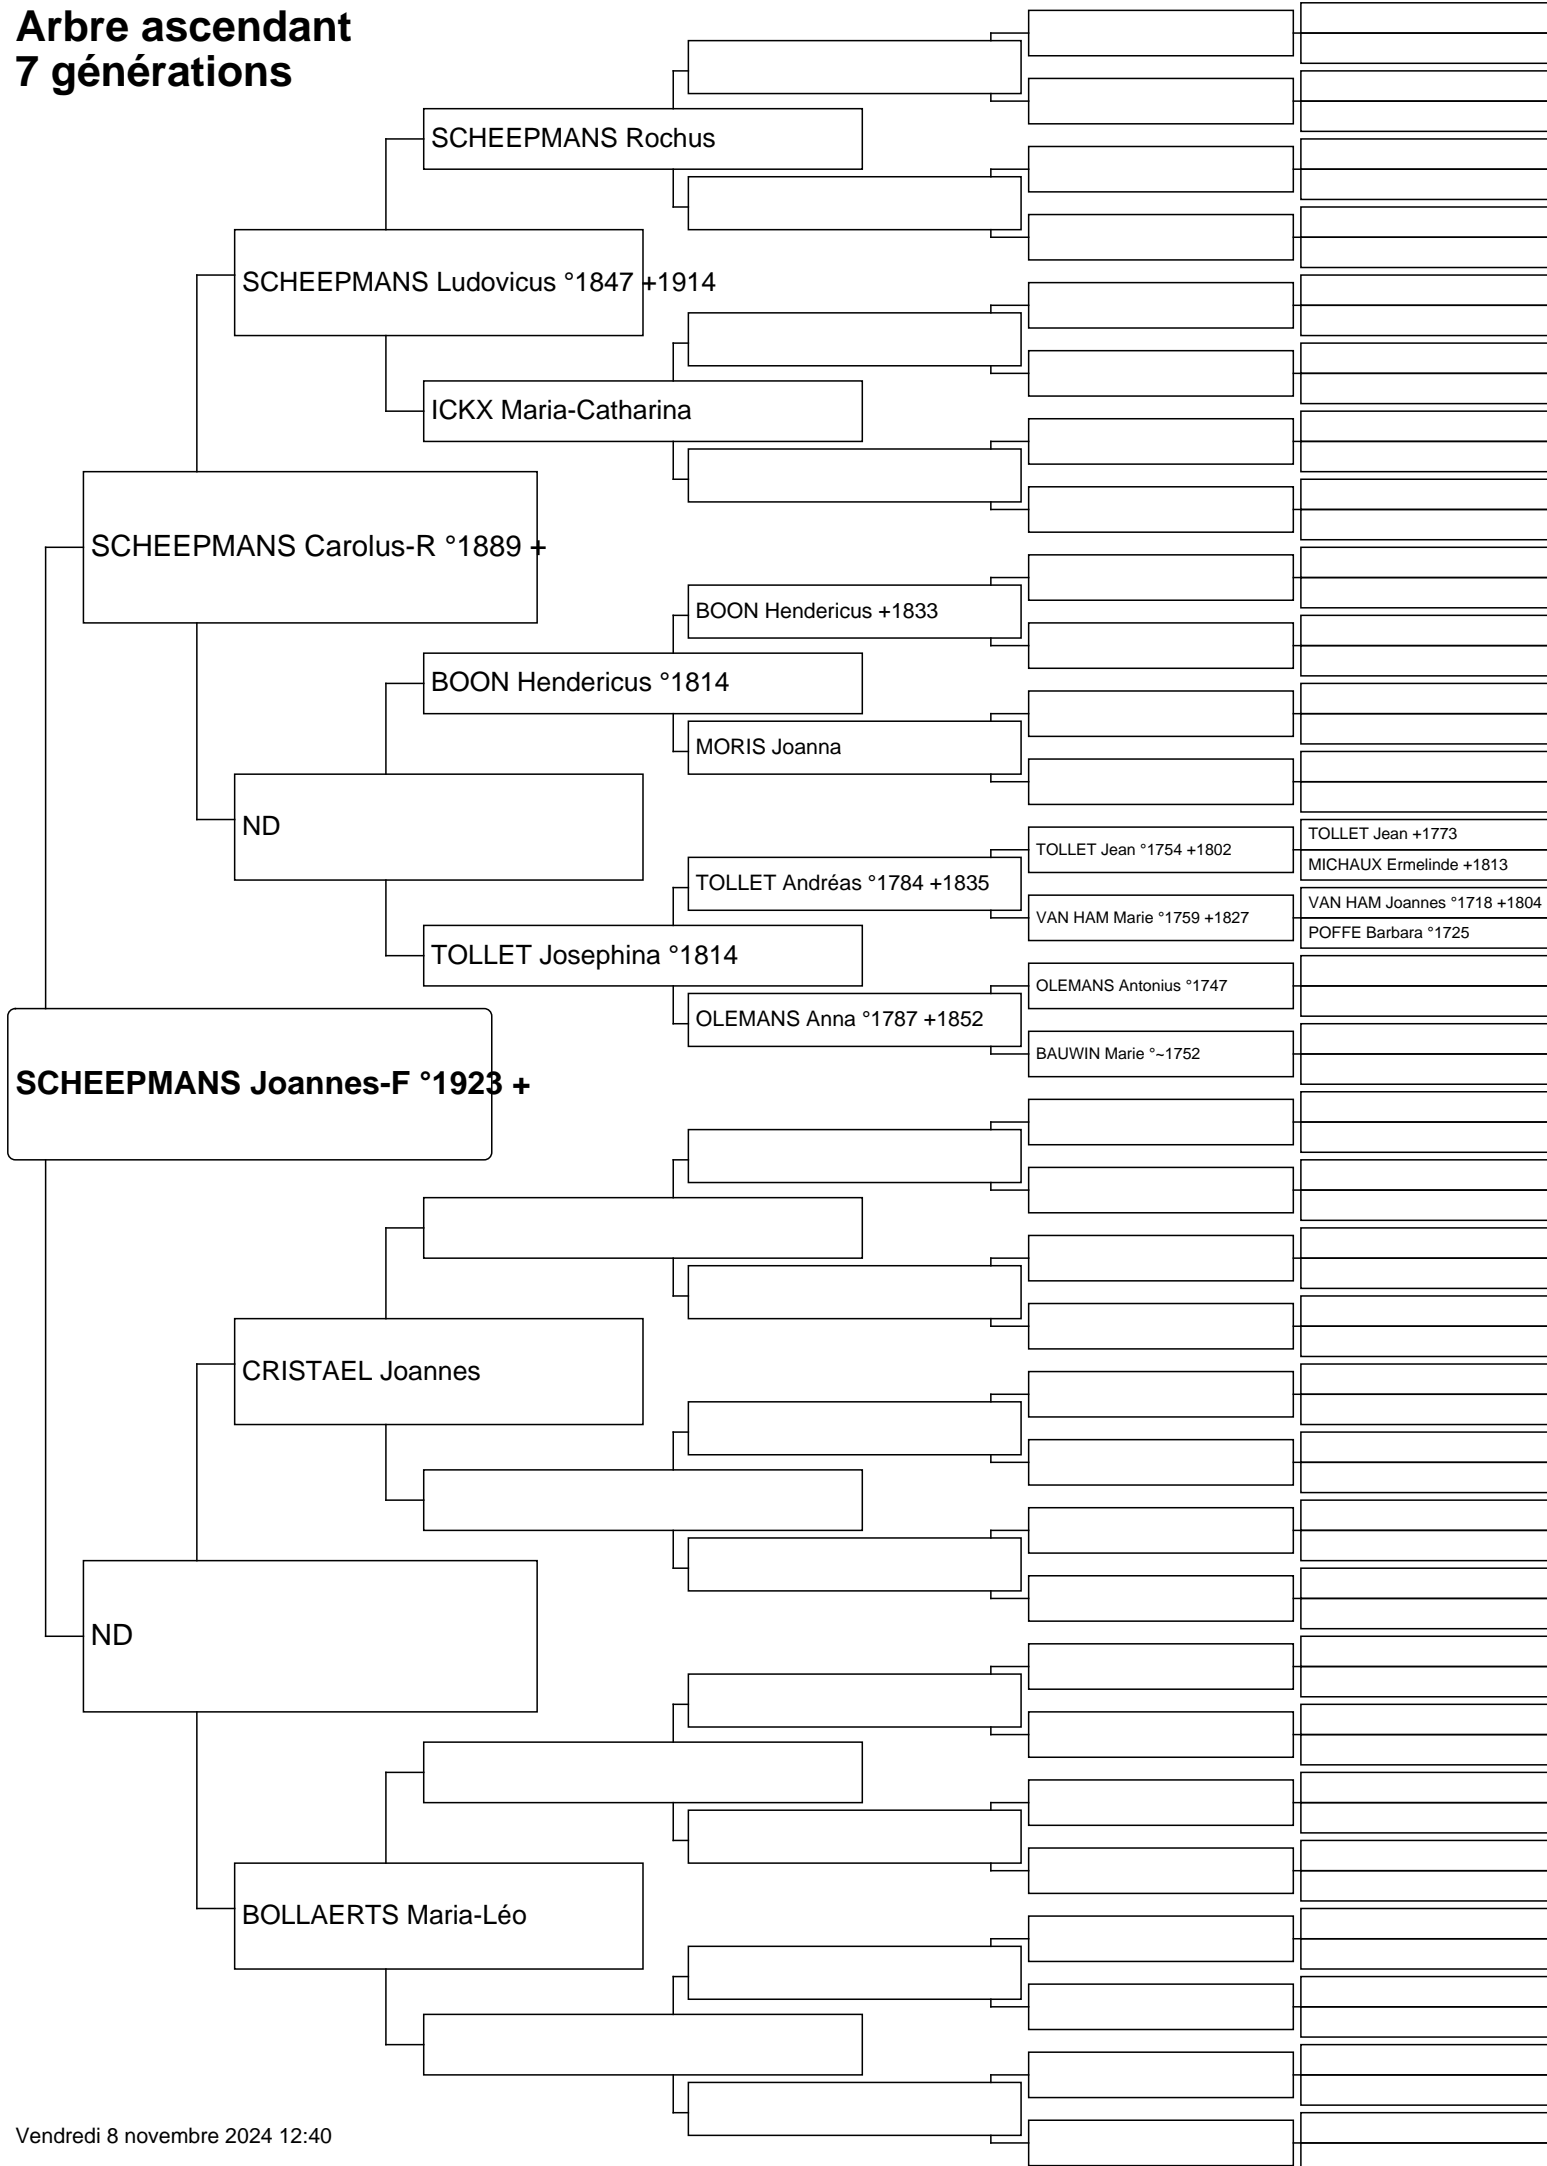 Arbre ascendant
7 générations
SCHEEPMANS Rochus
SCHEEPMANS Ludovicus °1847 +1914
ICKX Maria-Catharina
SCHEEPMANS Carolus-R °1889 +
BOON Hendericus +1833
BOON Hendericus °1814
MORIS Joanna
ND
TOLLET Jean +1773
TOLLET Jean °1754 +1802
MICHAUX Ermelinde +1813
TOLLET Andréas °1784 +1835
VAN HAM Joannes °1718 +1804
VAN HAM Marie °1759 +1827
POFFE Barbara °1725
TOLLET Josephina °1814
OLEMANS Antonius °1747
OLEMANS Anna °1787 +1852
BAUWIN Marie °~1752
SCHEEPMANS Joannes-F °1923 +
CRISTAEL Joannes
ND
BOLLAERTS Maria-Léo
Vendredi 8 novembre 2024 12:40